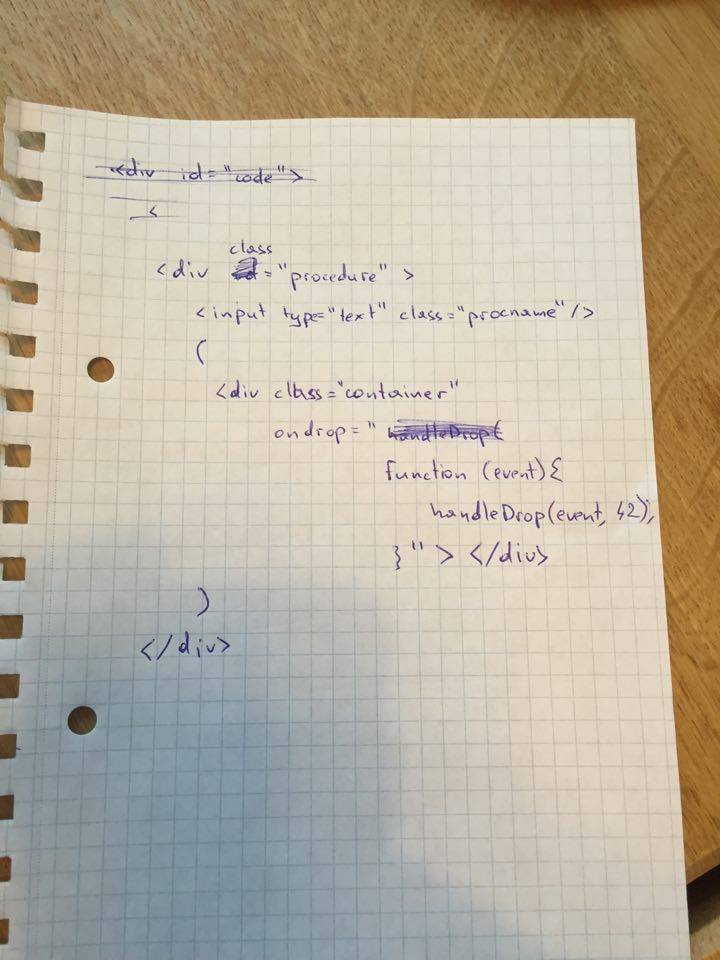 <div id="code">
<
class
<div id="procedure" >
<input type="text" class="procname"/>
(
<div class="container"
ondrop=" handleDrop(
function (event){
handleDrop(event, 42);
}"> </div>
)
</div>